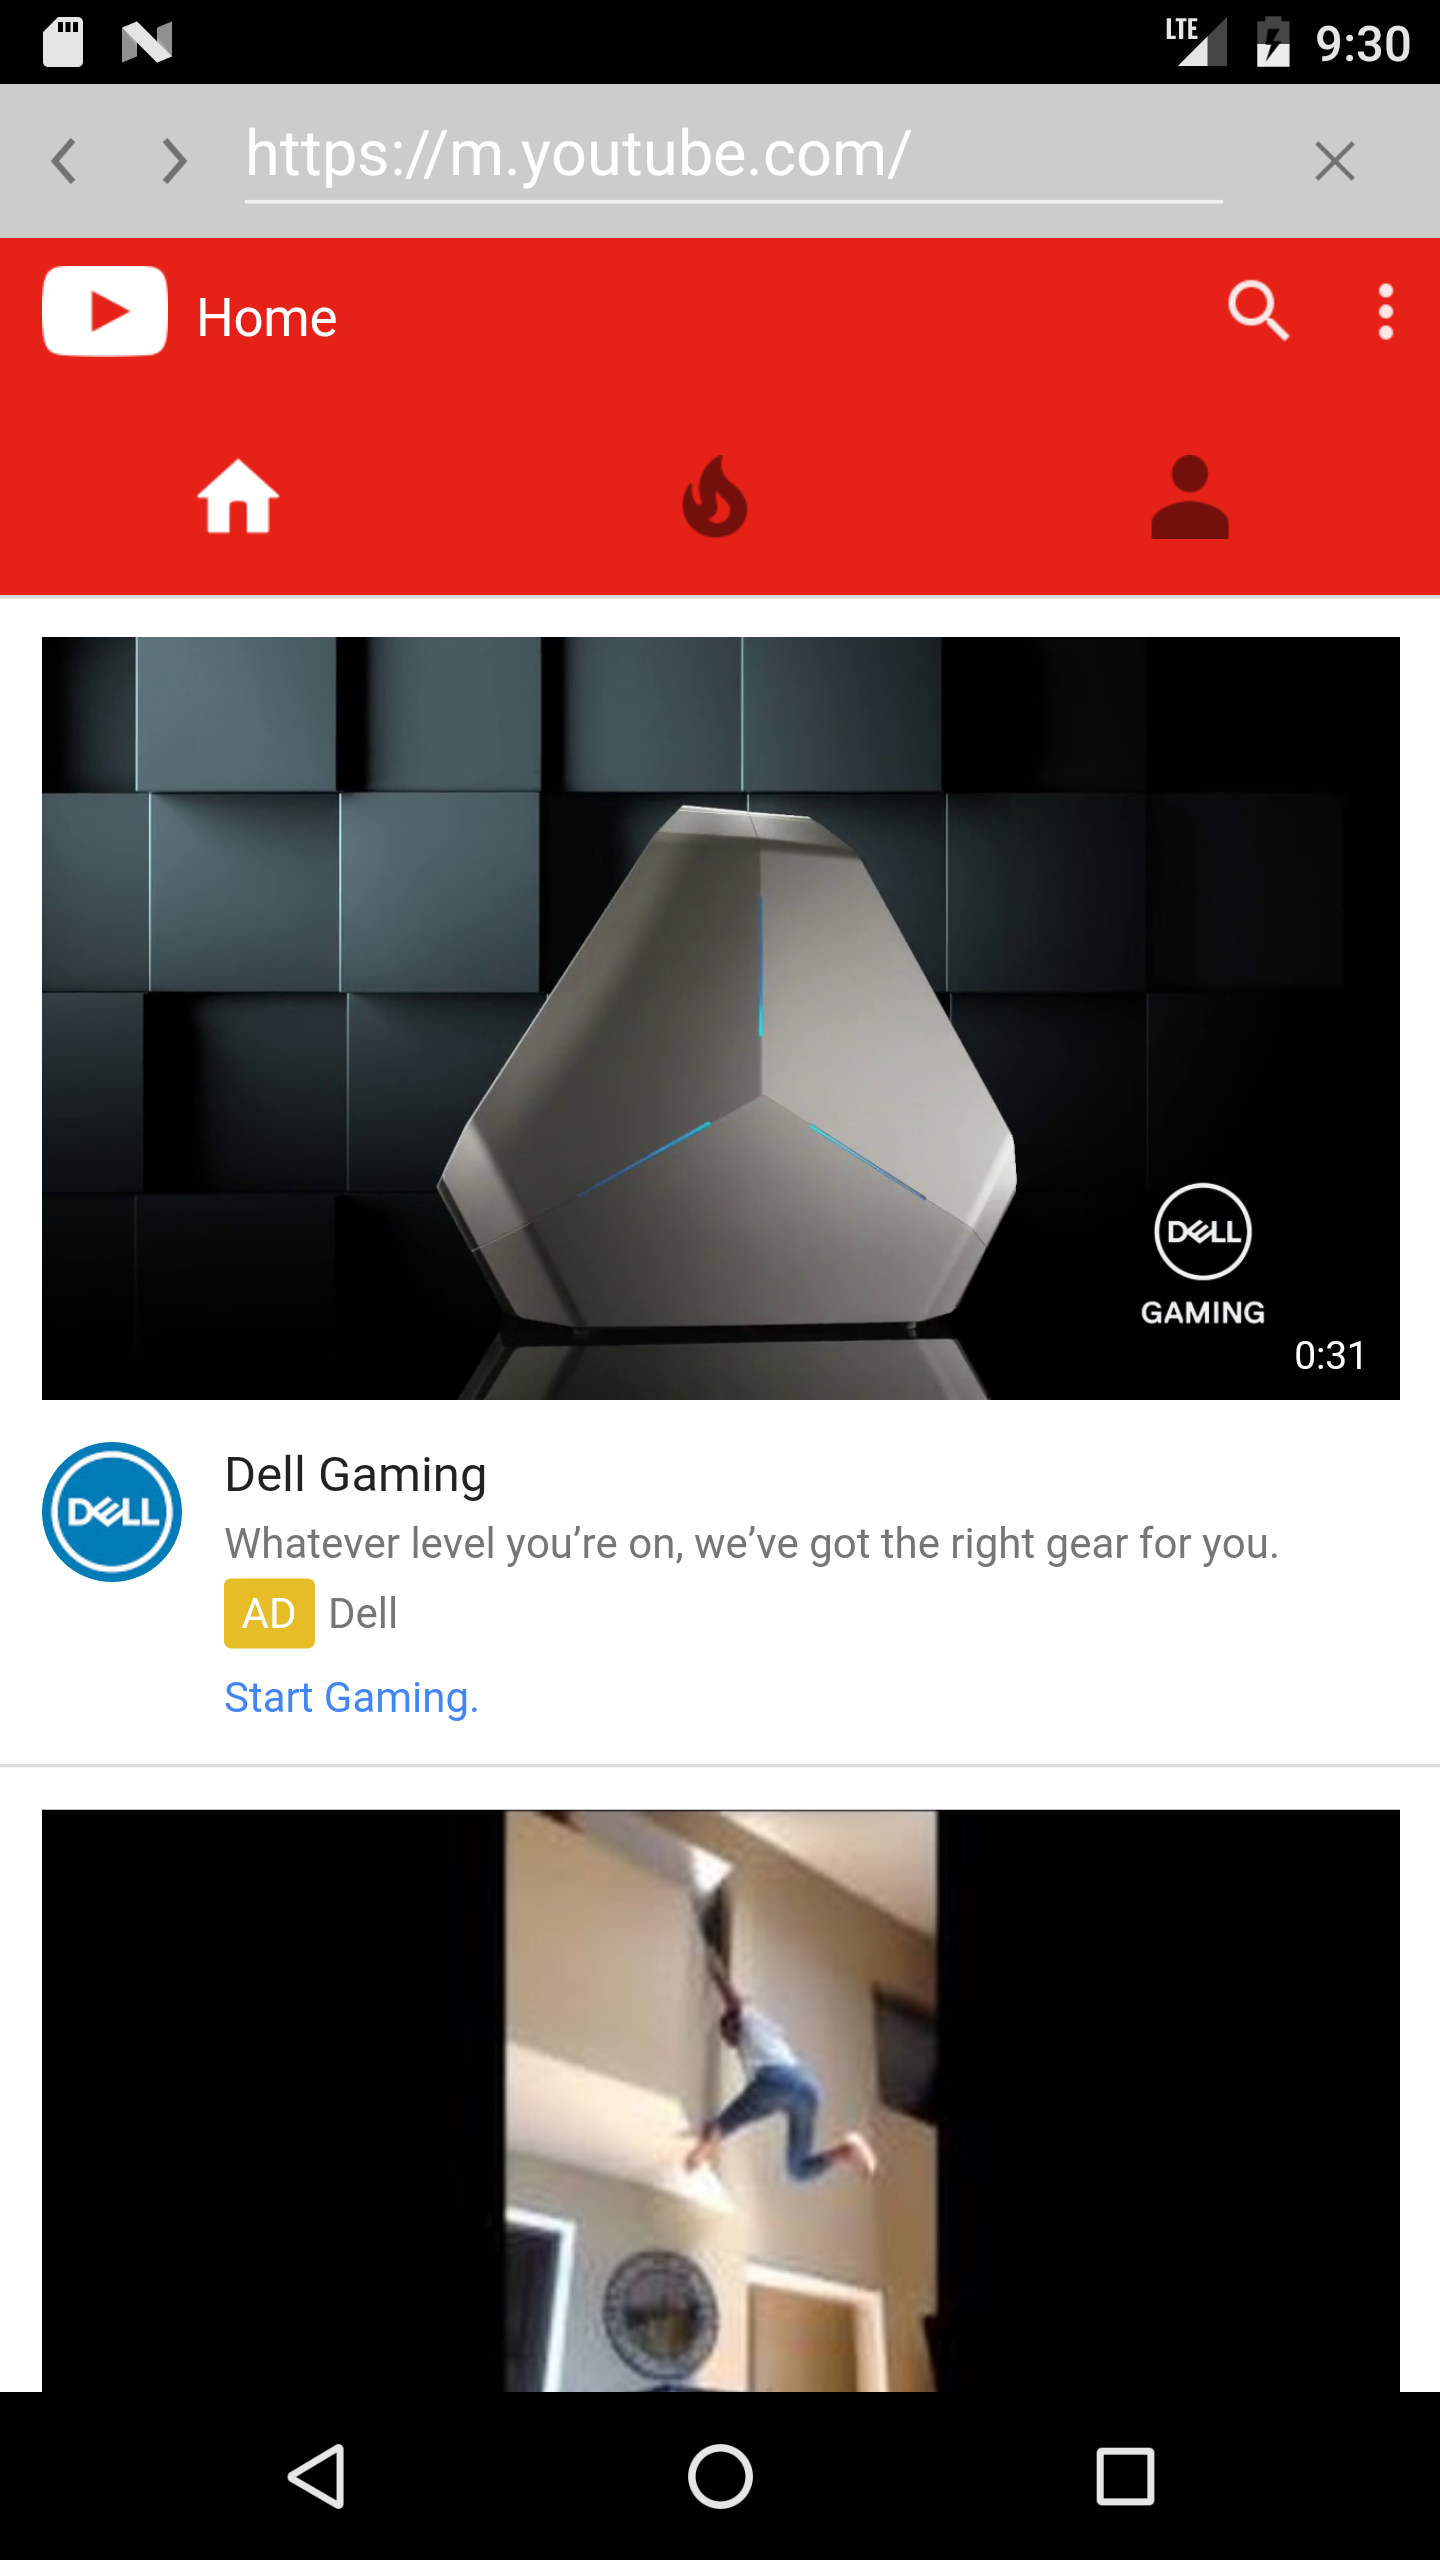 LTE 9:30
https://m.youtube.com/
Home
DELL
GAMING
0:31
DELL
Dell Gaming
Whatever level you’re on, we’ve got the right gear for you.
AD Dell
Start Gaming.